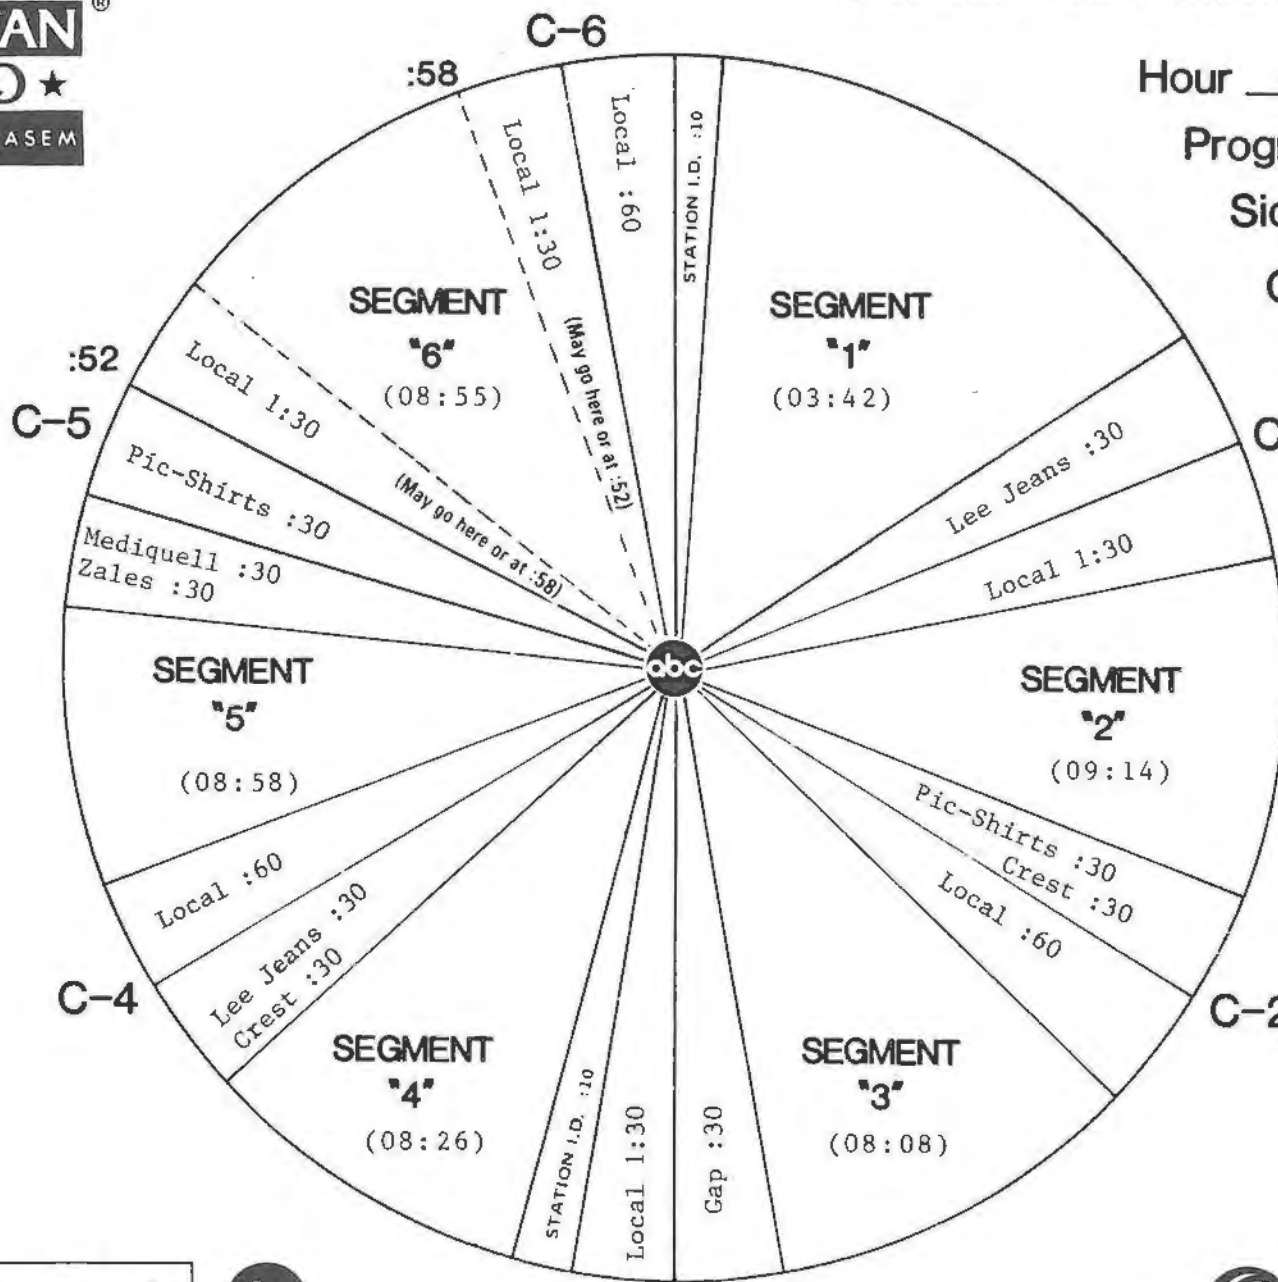 ®
C-6
:58
Hour
ASEM
STATION I.D. :10
Local :60
Local 1:30
(May go here or at :52)
SEGMENT
"1"
(03:42)
Lee Jeans :30
Local 1:30
SEGMENT
"2"
(09:14)
Pic-Shirts :30
Crest :30
C-2
Local :60
SEGMENT
"3"
(08:08)
Gap :30
Local 1:30
STATION I.D. :10
SEGMENT
"4"
(08:26)
Lee Jeans :30
Crest :30
C-4
Local :60
SEGMENT
"5"
(08:58)
Mediquell :30
Zales :30
Pic-Shirts :30
C-5
:52
Local 1:30
(May go here or at :58)
SEGMENT
"6"
(08:55)
abc